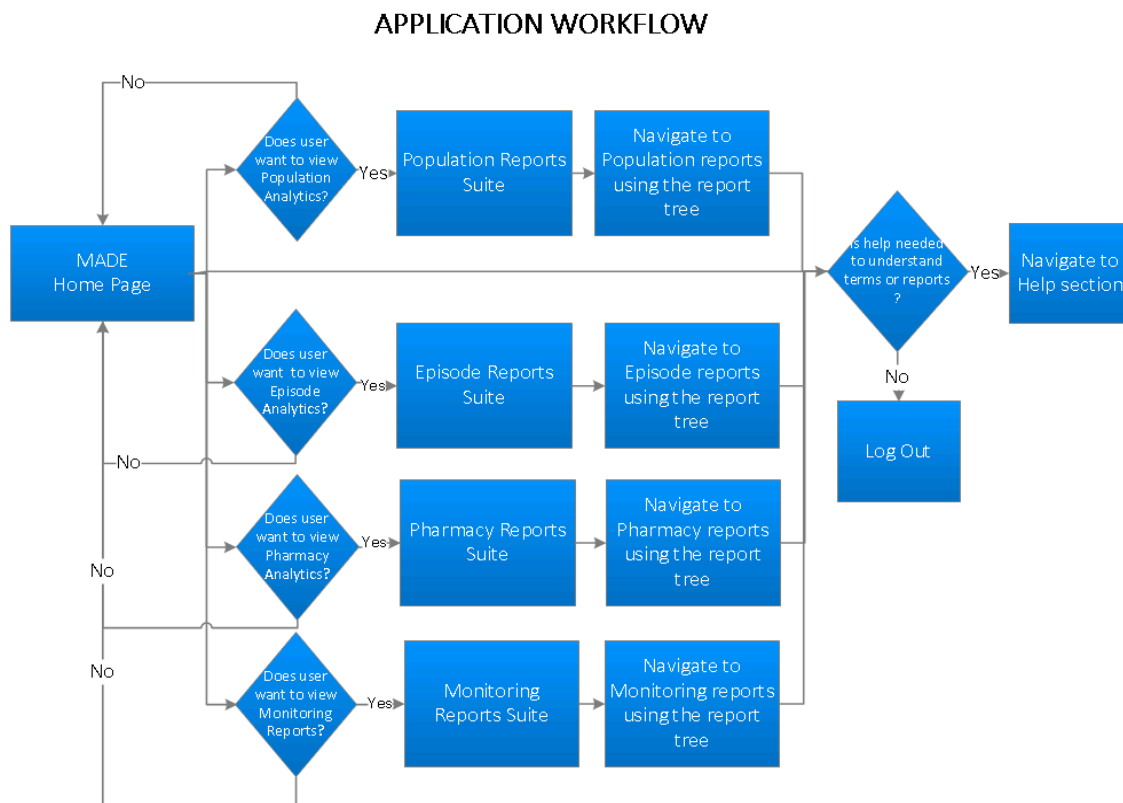 APPLICATION WORKFLOW
No
Does user
want to view
Population
Analytics?
Yes
Population Reports
Suite
Navigate to
Population reports
using the report
tree
MADE
Home Page
Is help needed
to understand
terms or reports
?
Yes
Navigate to
Help section
No
Log Out
Does user
want to view
Episode
Analytics?
Yes
Episode Reports
Suite
Navigate to
Episode reports
using the report
tree
No
Does user
want to view
Pharmacy
Analytics?
Yes
Pharmacy Reports
Suite
Navigate to
Pharmacy reports
using the report
tree
No
Does user
want to view
Monitoring
Reports?
Yes
Monitoring
Reports Suite
Navigate to
Monitoring reports
using the report
tree
No